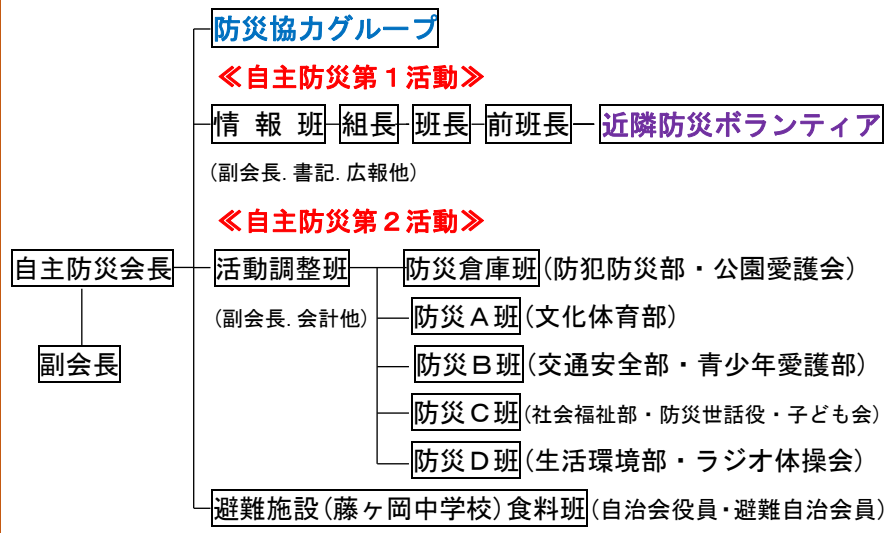 防災協力グループ
≪自主防災第１活動≫
情 報 班 組長 班長 前班長 近隣防災ボランティア
(副会長.書記.広報他)
≪自主防災第２活動≫
自主防災会長 活動調整班 防災倉庫班(防犯防災部・公園愛護会)
(副会長.会計他) 防災Ａ班(文化体育部)
副会長 防災Ｂ班(交通安全部・青少年愛護部)
防災Ｃ班(社会福祉部・防災世話役・子ども会)
防災Ｄ班(生活環境部・ラジオ体操会)
避難施設(藤ヶ岡中学校)食料班(自治会役員・避難自治会員)